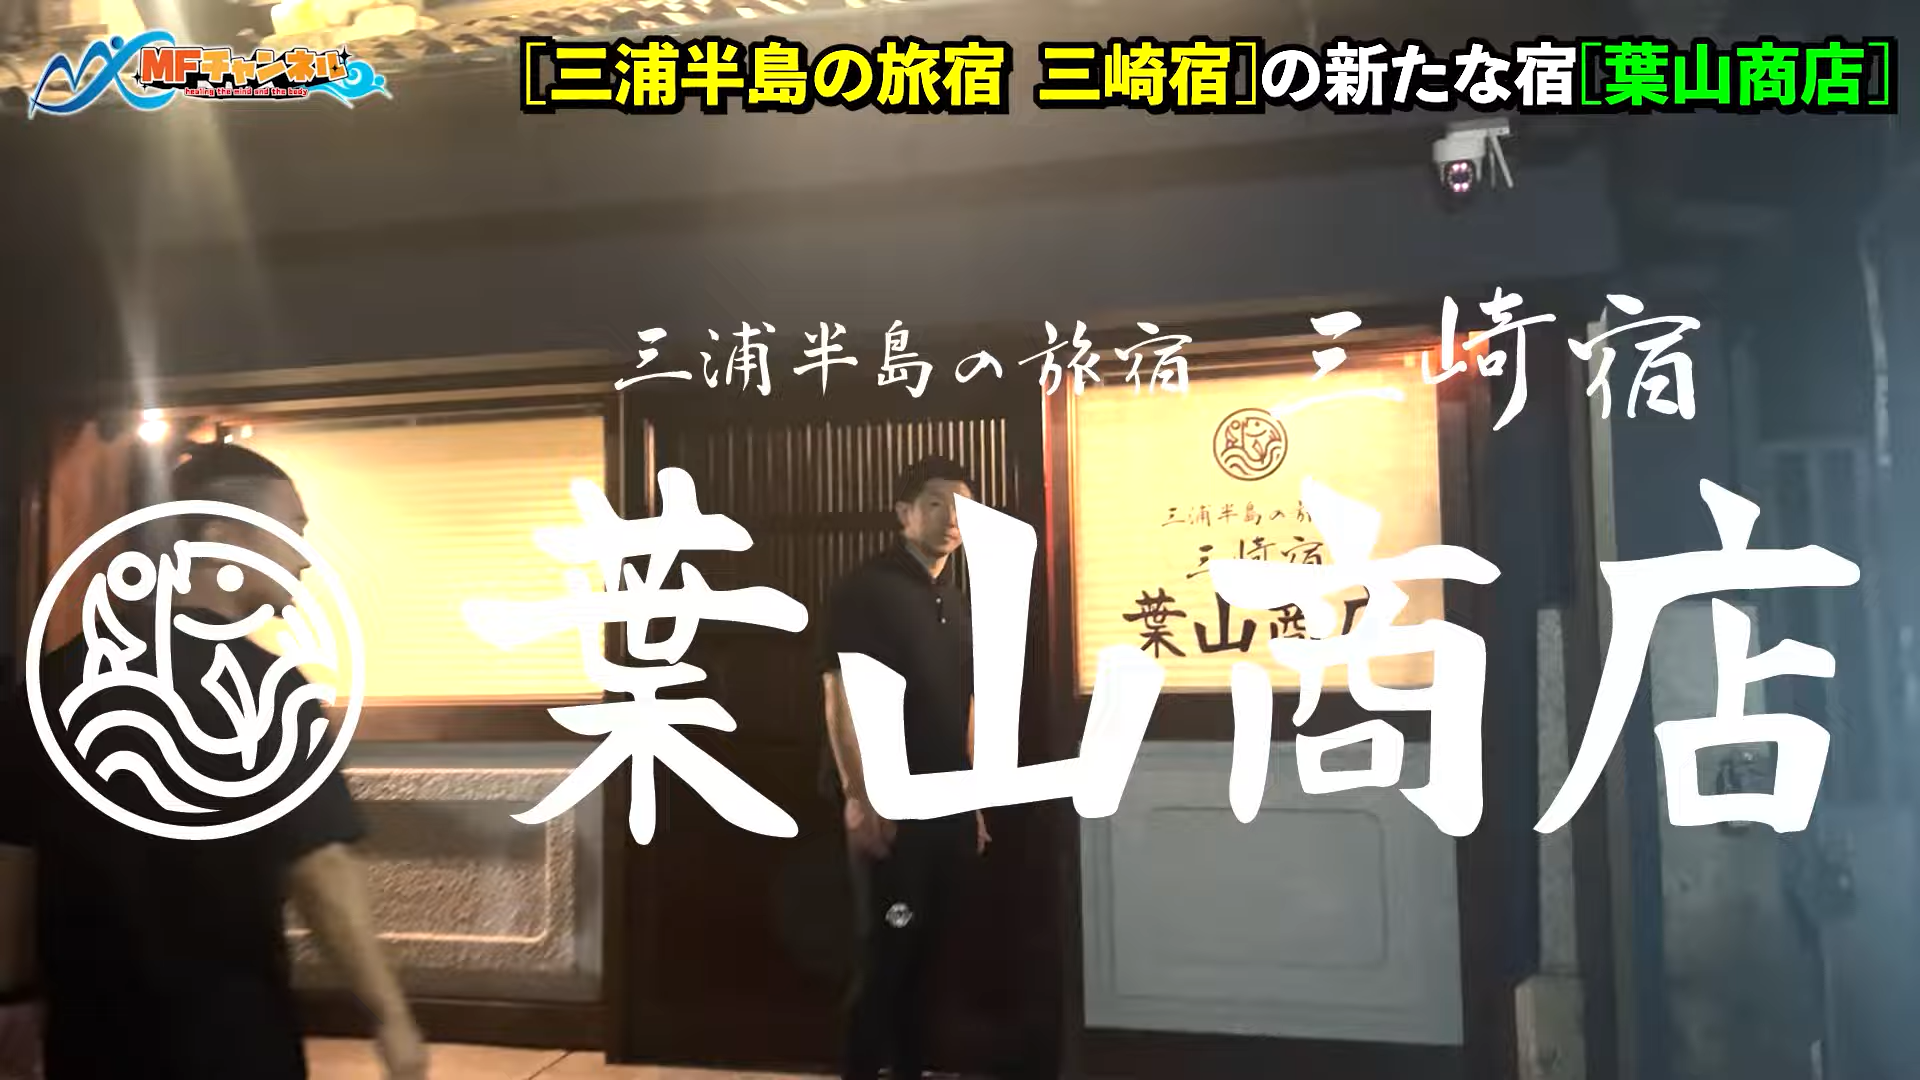 MFチャンネル
healing the mind and the body
[三浦半島の旅宿 三崎宿]の新たな宿[葉山商店]
三浦半島の旅宿 三崎宿
葉山商店
三浦半島の旅
三崎宿
葉山商店